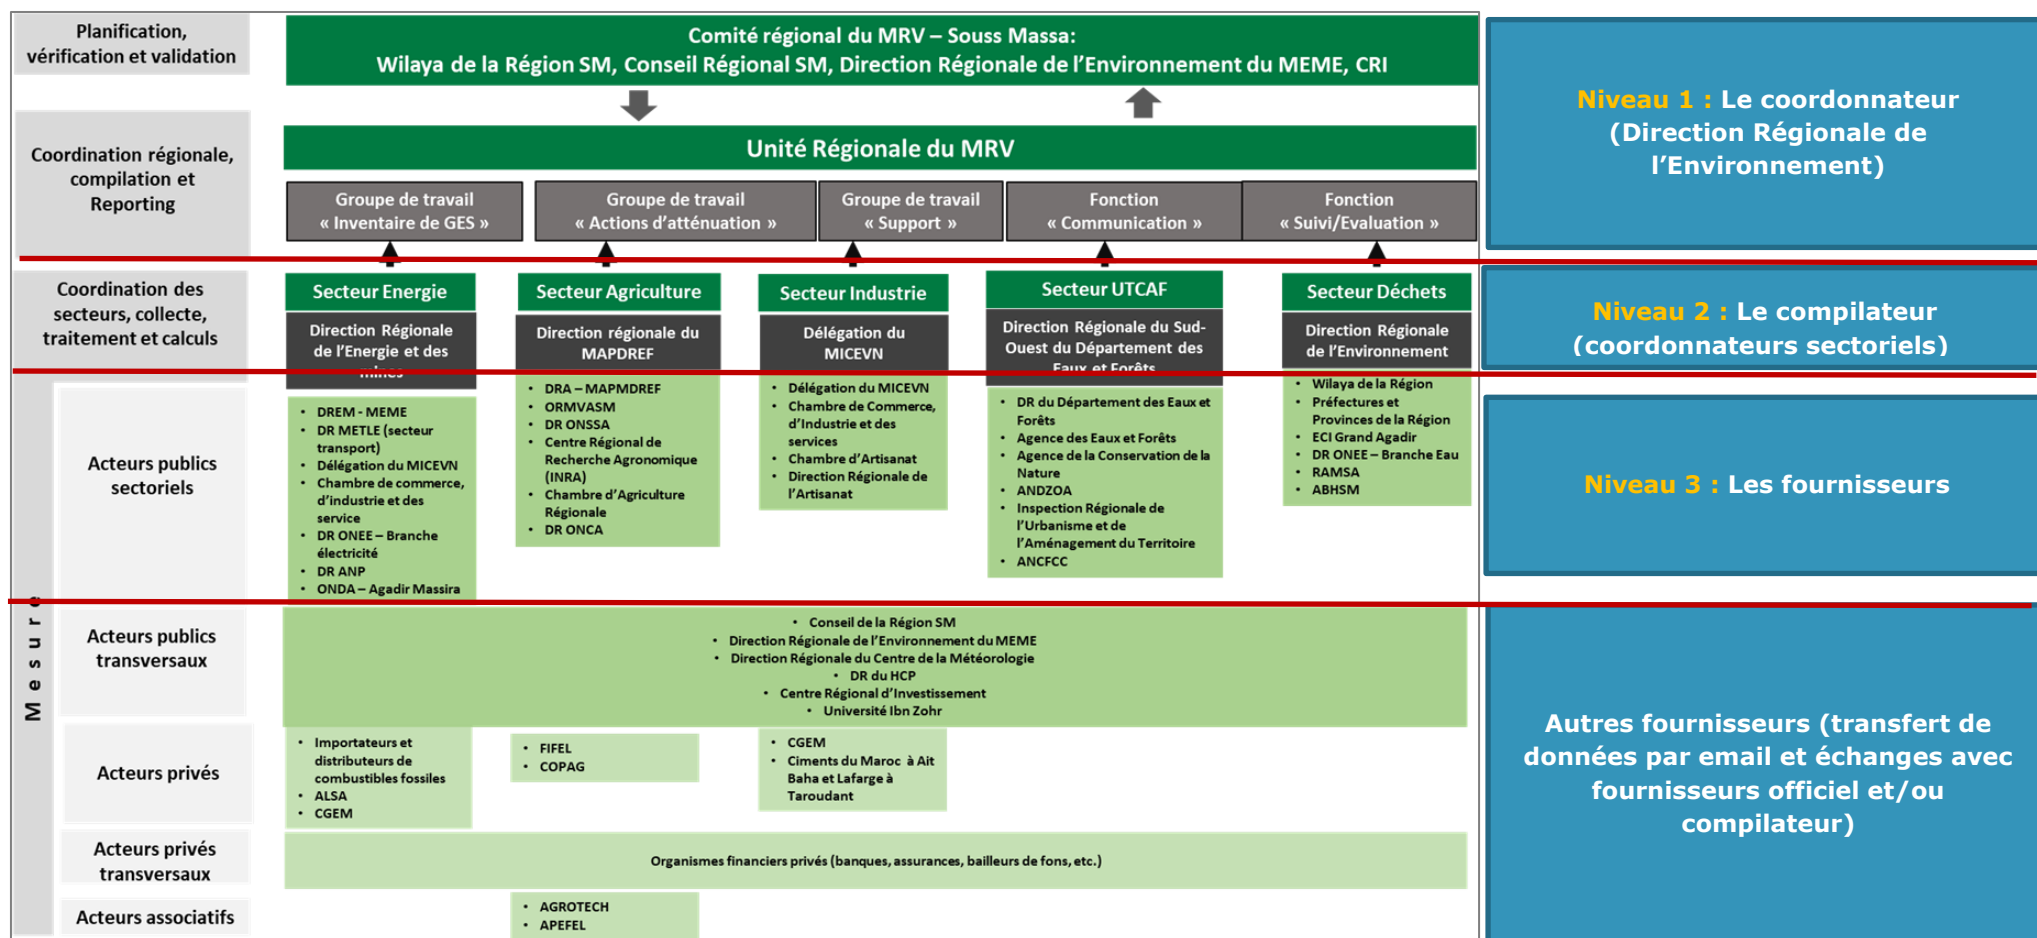 Planification,
vérification et validation
Comité régional du MRV – Souss Massa:
Wilaya de la Région SM, Conseil Régional SM, Direction Régionale de l'Environnement du MEME, CRI
Niveau 1 : Le coordonnateur
(Direction Régionale de
l'Environnement)
Coordination régionale,
compilation et
Reporting
Unité Régionale du MRV
Groupe de travail
« Inventaire de GES »
Groupe de travail
« Actions d'atténuation »
Groupe de travail
« Support »
Fonction
« Communication »
Fonction
« Suivi/Evaluation »
Coordination des
secteurs, collecte,
traitement et calculs
Secteur Energie
Direction Régionale
de l'Energie et des
mines
Secteur Agriculture
Direction régionale du
MAPDREF
Secteur Industrie
Délégation du
MICEVN
Secteur UTCAF
Direction Régionale du Sud-
Ouest du Département des
Eaux et Forêts
Secteur Déchets
Direction Régionale
de l'Environnement
Niveau 2 : Le compilateur
(coordonnateurs sectoriels)
Mesure
Acteurs publics
sectoriels
• DREM - MEME
• DR METLE (secteur
transport)
• Délégation du MICEVN
• Chambre de commerce,
d'industrie et des
service
• DR ONEE – Branche
électricité
• DR ANP
• ONDA – Agadir Massira
• DRA – MAPMDREF
• ORMVASM
• DR ONSSA
• Centre Régional de
Recherche Agronomique
(INRA)
• Chambre d'Agriculture
Régionale
• DR ONCA
• Délégation du MICEVN
• Chambre de Commerce,
d'Industrie et des
services
• Chambre d'Artisanat
• Direction Régionale de
l'Artisanat
• DR du Département des Eaux et
Forêts
• Agence des Eaux et Forêts
• Agence de la Conservation de la
Nature
• ANDZOA
• Inspection Régionale de
l'Urbanisme et de
l'Aménagement du Territoire
• ANCFCC
• Wilaya de la Région
• Préfectures et
Provinces de la Région
• ECI Grand Agadir
• DR ONEE – Branche Eau
• RAMSA
• ABHSM
Niveau 3 : Les fournisseurs
Acteurs publics
transversaux
• Conseil de la Région SM
• Direction Régionale de l'Environnement du MEME
• Direction Régionale du Centre de la Météorologie
• DR du HCP
• Centre Régional d'Investissement
• Université Ibn Zohr
Acteurs privés
• Importateurs et
distributeurs de
combustibles fossiles
• ALSA
• CGEM
• FIFEL
• COPAG
• CGEM
• Ciments du Maroc à Ait
Baha et Lafarge à
Taroudant
Acteurs privés
transversaux
Organismes financiers privés (banques, assurances, bailleurs de fons, etc.)
Acteurs associatifs
• AGROTECH
• APEFEL
Autres fournisseurs (transfert de
données par email et échanges avec
fournisseurs officiel et/ou
compilateur)